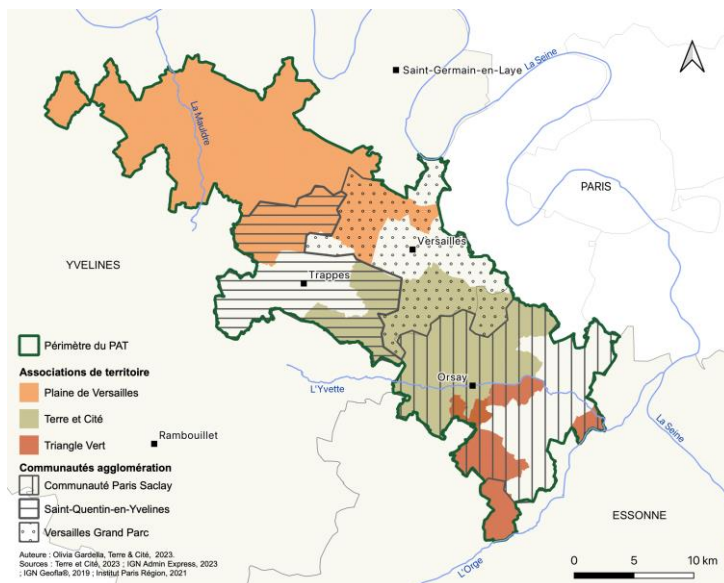 Saint-Germain-en-Laye
La Seine
La Mauldre
PARIS
Versailles
YVELINES
Trappes
Périmètre du PAT
Associations de territoire
Plaine de Versailles
Terre et Cité
Triangle Vert
L'Yvette
Orsay
Rambouillet
La Seine
Communautés agglomération
Communauté Paris Saclay
Saint-Quentin-en-Yvelines
Versailles Grand Parc
ESSONNE
L'Orge
Auteure : Olivia Gardella, Terre & Cité, 2023.
Sources : Terre et Cité, 2023 ; IGN Admin Express, 2023
; IGN Geofla®, 2019 ; Institut Paris Région, 2021
0 5 10 km